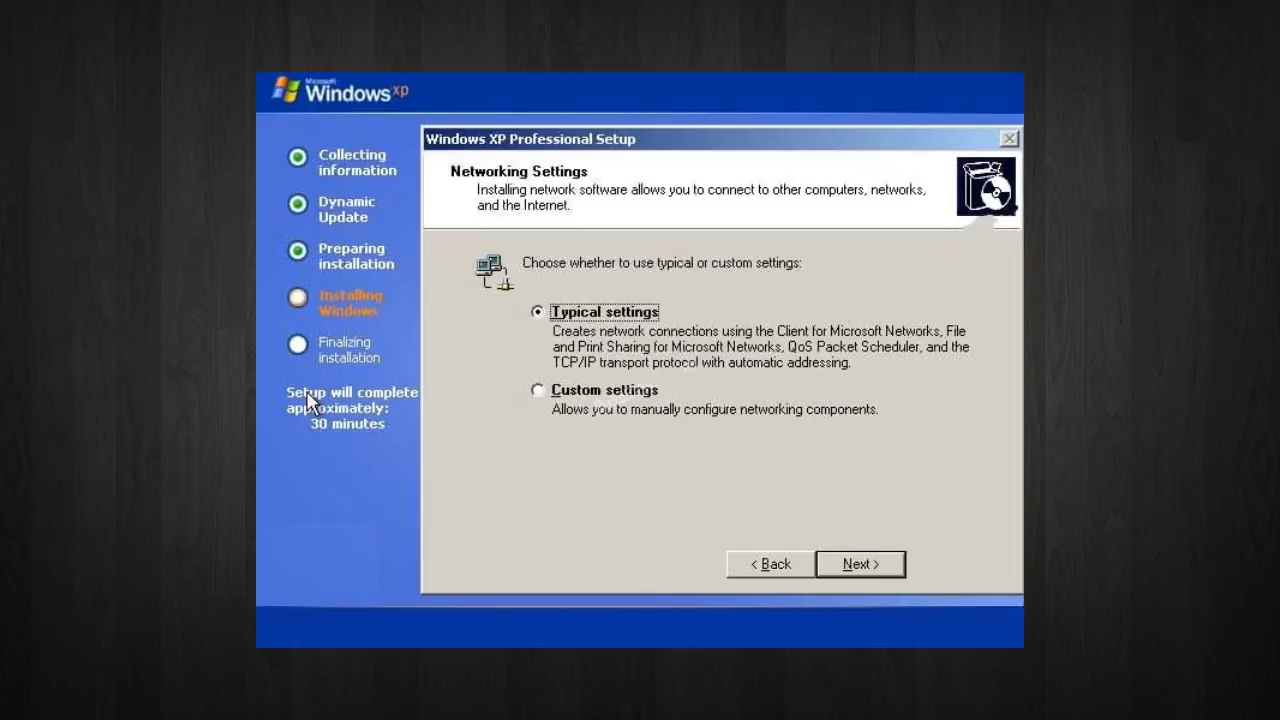 Microsoft
Windows xp
Collecting
information
Dynamic
Update
Preparing
installation
Installing
Windows
Finalizing
installation
Setup will complete
approximately:
30 minutes
Windows XP Professional Setup
Networking Settings
Installing network software allows you to connect to other computers, networks,
and the Internet.
Choose whether to use typical or custom settings:
Typical settings
Creates network connections using the Client for Microsoft Networks, File
and Print Sharing for Microsoft Networks, QoS Packet Scheduler, and the
TCP/IP transport protocol with automatic addressing.
Custom settings
Allows you to manually configure networking components.
< Back
Next >